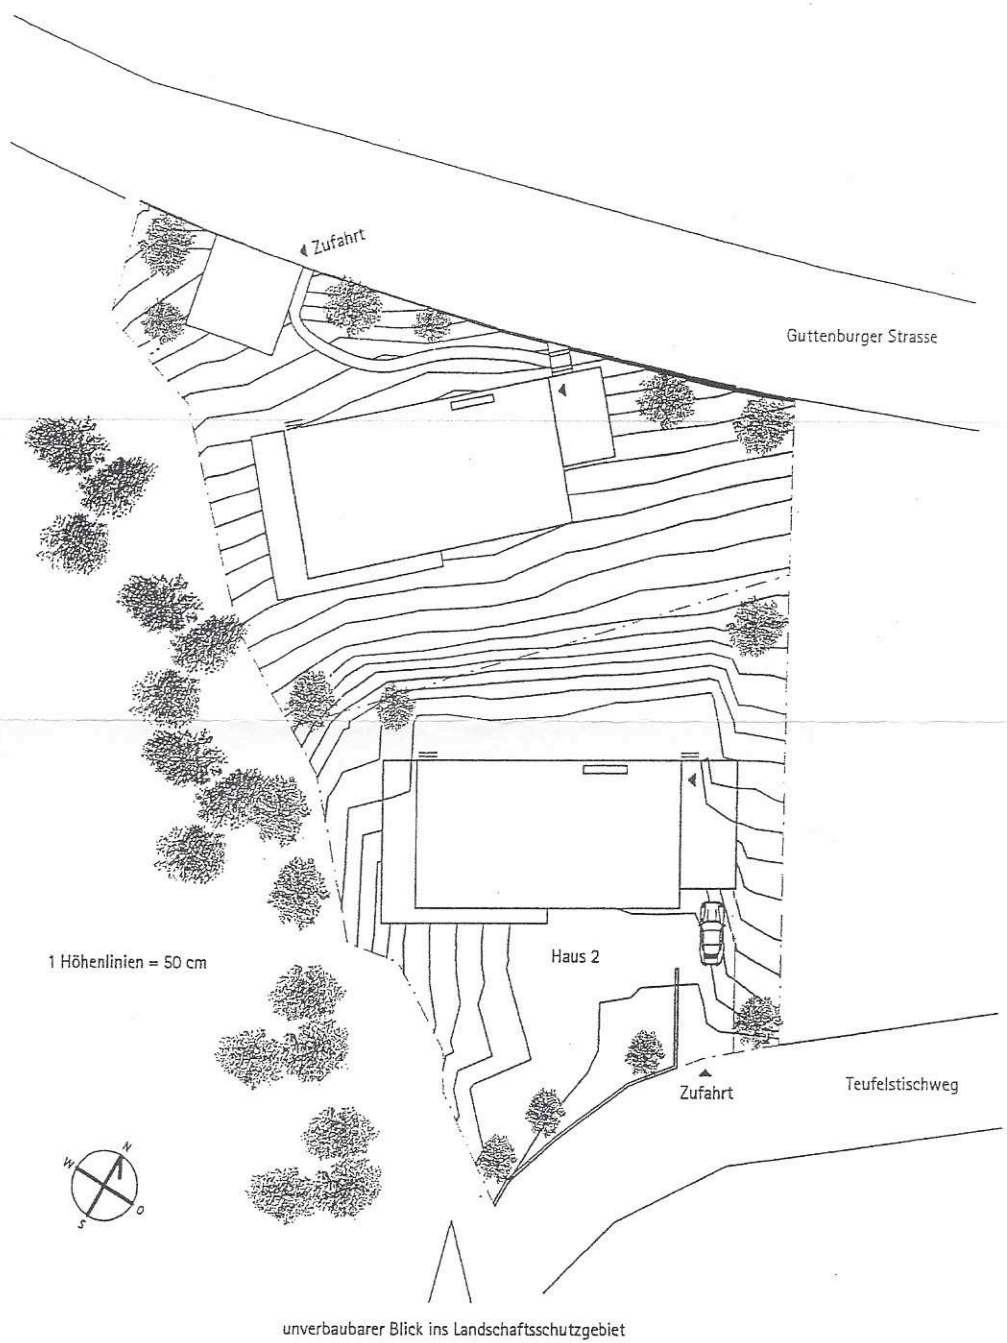 Zufahrt
Guttenburger Strasse
1 Höhenlinien = 50 cm
Haus 2
Zufahrt
Teufelstischweg
N
W
O
S
unverbaubarer Blick ins Landschaftsschutzgebiet